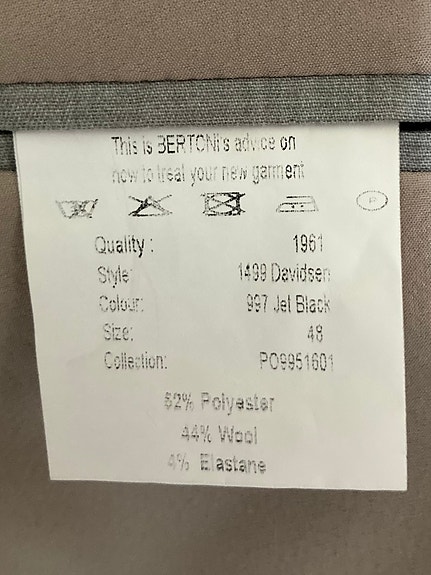 This is BERTONI's advice on
how to treat your new garment
P
Quality : 1961
Style: 1499 Davidsen
Colour: 997 Jet Black
Size: 48
Collection: PO9951601
52% Polyester
44% Wool
4% Elastane